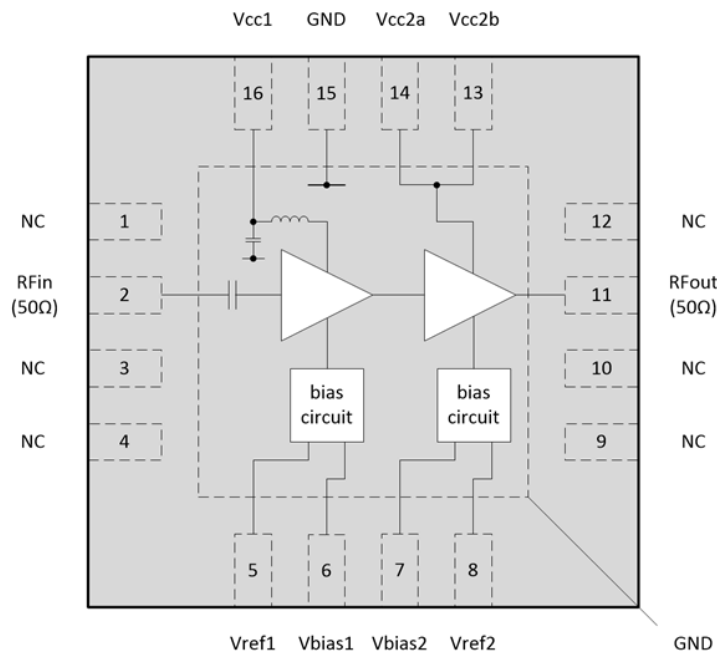 Vcc1 GND Vcc2a Vcc2b
16 15 14 13
NC 1 12 NC
RFin
(50Ω)
2 11
RFout
(50Ω)
NC 3 10 NC
bias
circuit
bias
circuit
NC 4 9 NC
5 6 7 8
Vref1 Vbias1 Vbias2 Vref2 GND